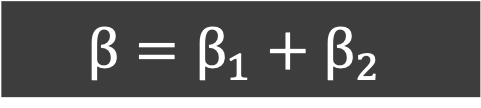 β = β₁ + β₂